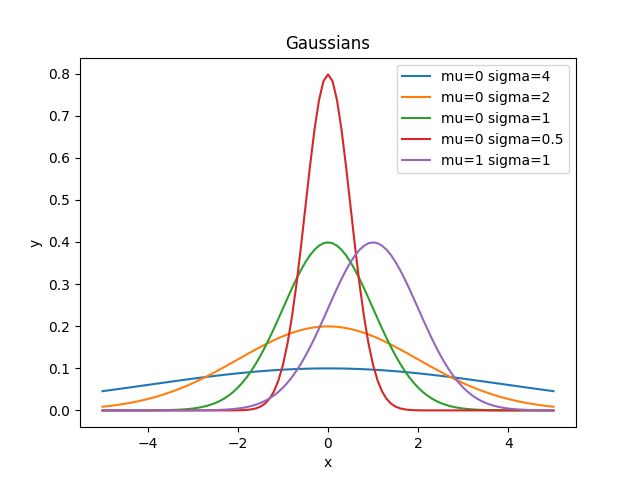 Gaussians
mu=0 sigma=4
mu=0 sigma=2
mu=0 sigma=1
mu=0 sigma=0.5
mu=1 sigma=1
0.8
0.7
0.6
0.5
0.4
0.3
0.2
0.1
0.0
y
−4 −2 0 2 4
x